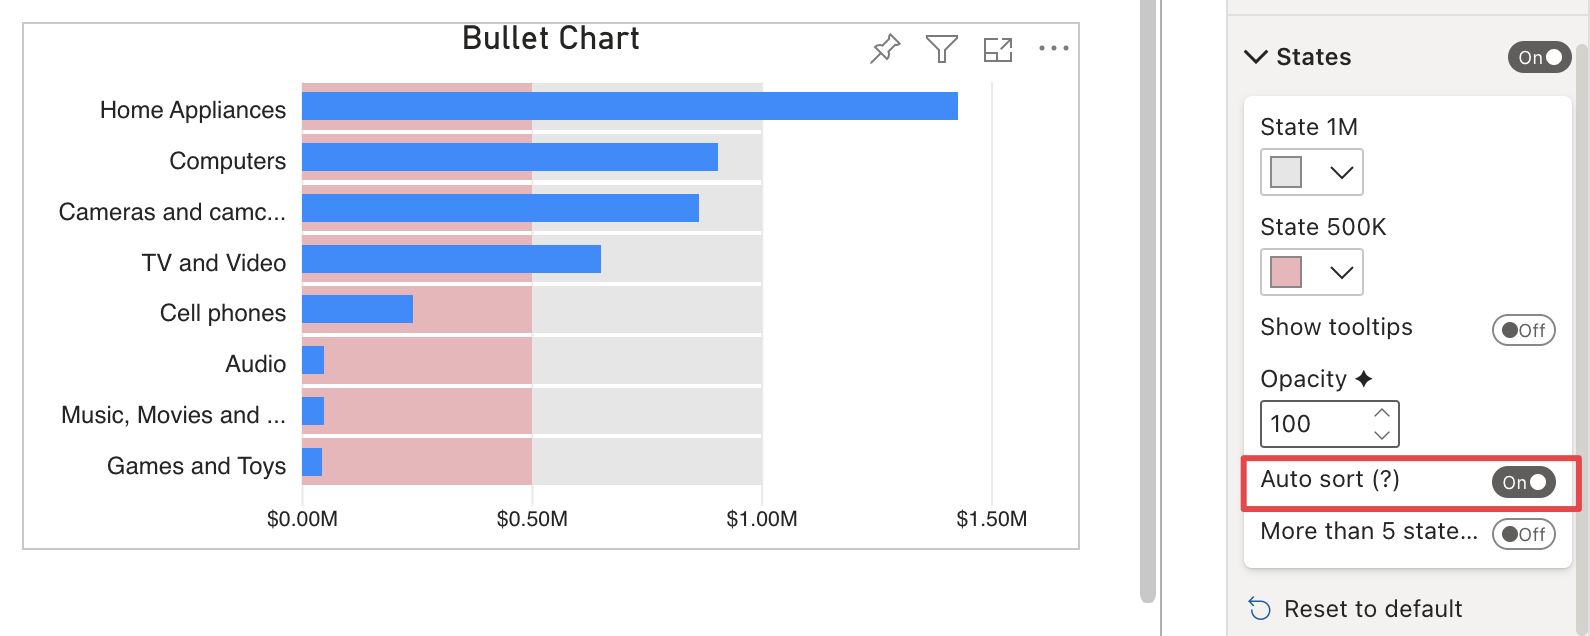 Bullet Chart
Home Appliances
Computers
Cameras and camc...
TV and Video
Cell phones
Audio
Music, Movies and ...
Games and Toys
$0.00M $0.50M $1.00M $1.50M
States On
State 1M
State 500K
Show tooltips Off
Opacity
100
Auto sort (?) On
More than 5 state... Off
Reset to default